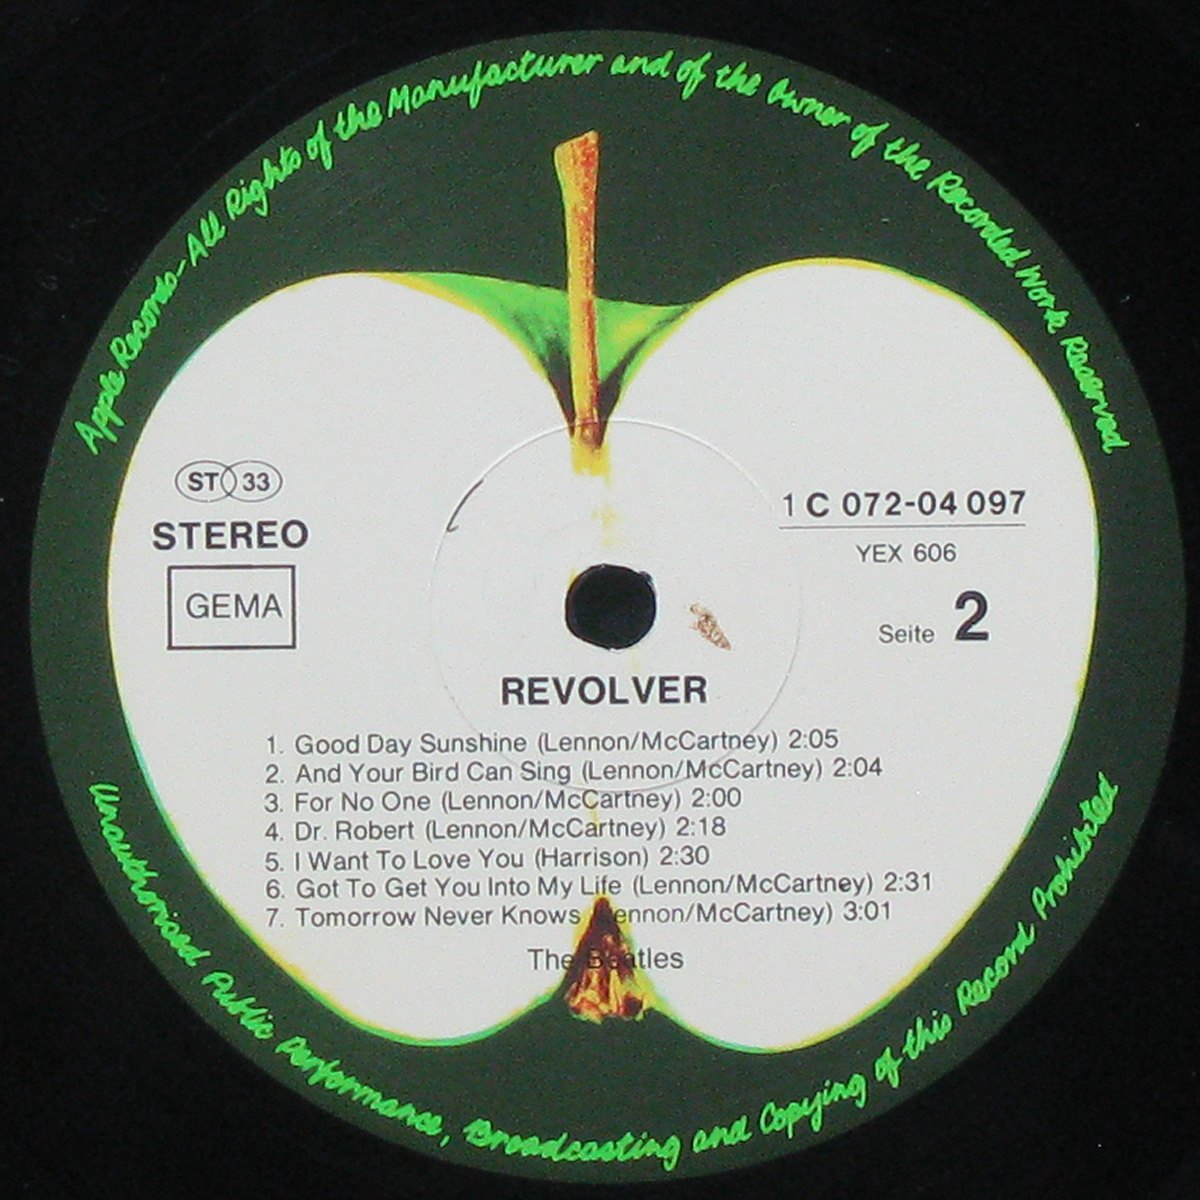 Apple Records-All Rights of the Manufacturer and of the Owner of the Recorded Work Reserved
ST 33
STEREO
GEMA
1 C 072-04 097
YEX 606
Seite 2
REVOLVER
1. Good Day Sunshine (Lennon/McCartney) 2:05
2. And Your Bird Can Sing (Lennon/McCartney) 2:04
3. For No One (Lennon/McCartney) 2:00
4. Dr. Robert (Lennon/McCartney) 2:18
5. I Want To Love You (Harrison) 2:30
6. Got To Get You Into My Life (Lennon/McCartney) 2:31
7. Tomorrow Never Knows (Lennon/McCartney) 3:01
The Beatles
Unauthorised Public Performance, Broadcasting and Copying of this Record Prohibited